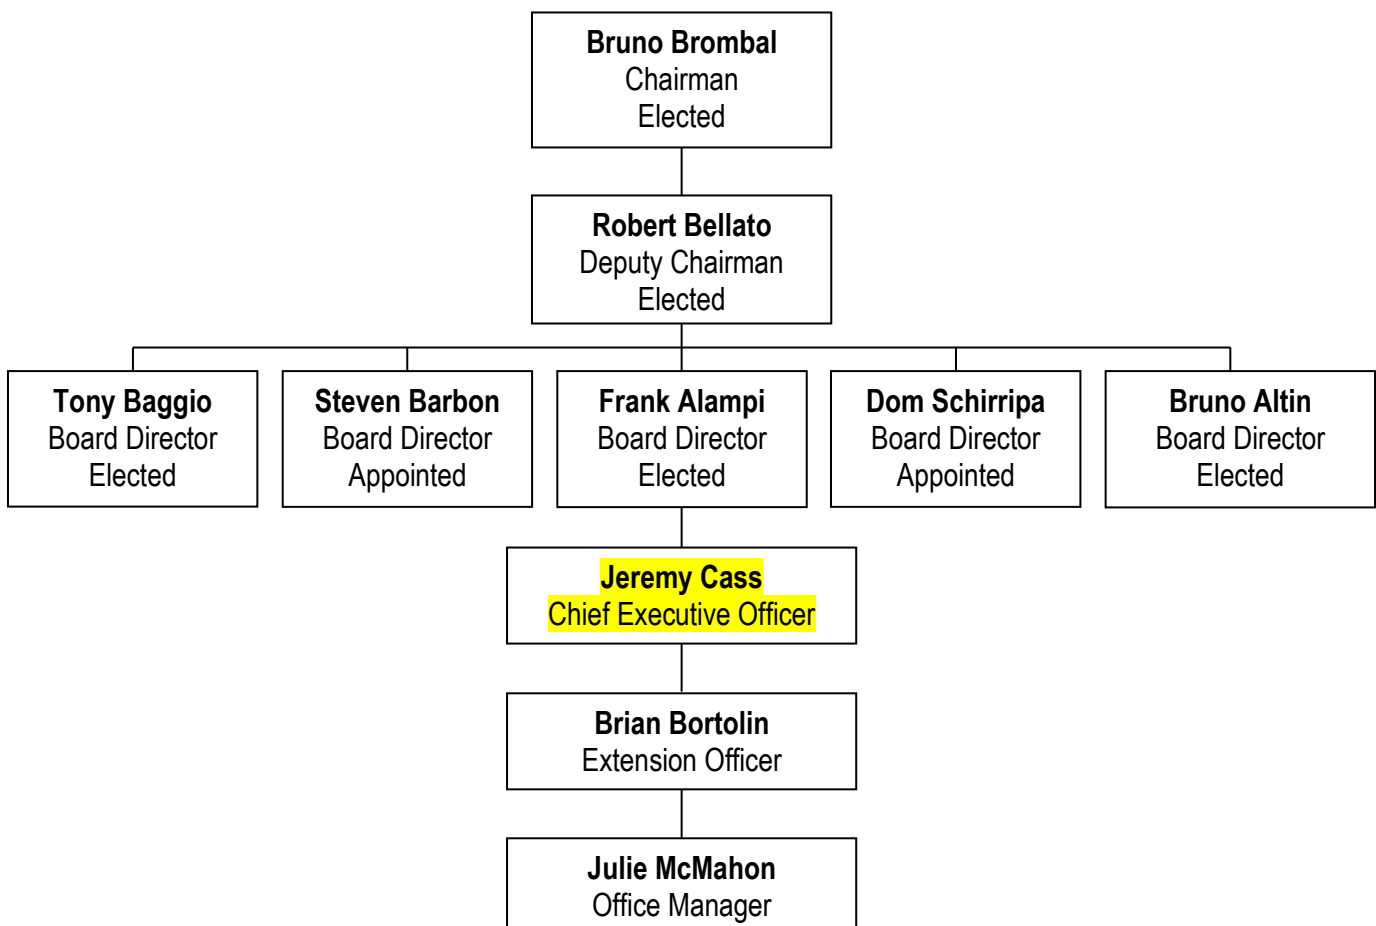 Bruno Brombal
Chairman
Elected
Robert Bellato
Deputy Chairman
Elected
Tony Baggio
Board Director
Elected
Steven Barbon
Board Director
Appointed
Frank Alampi
Board Director
Elected
Dom Schirripa
Board Director
Appointed
Bruno Altin
Board Director
Elected
Jeremy Cass
Chief Executive Officer
Brian Bortolin
Extension Officer
Julie McMahon
Office Manager